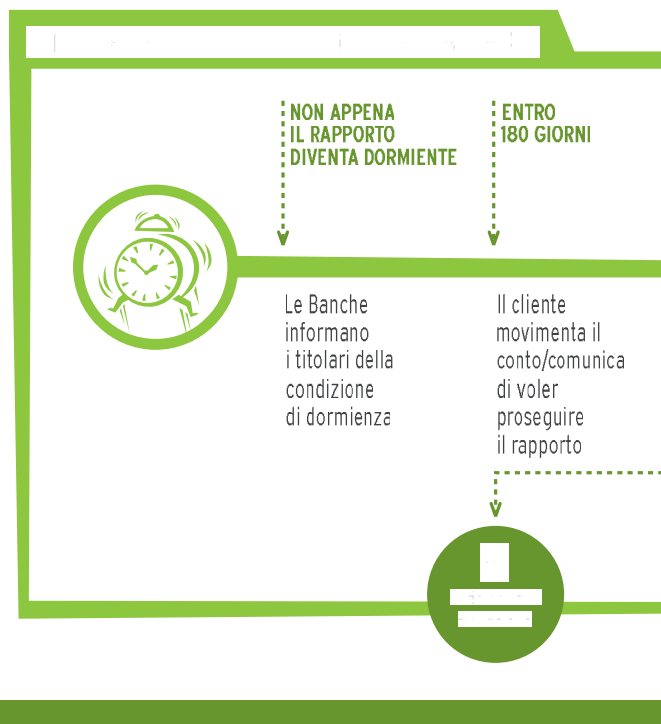 NON APPENA
IL RAPPORTO
DIVENTA DORMIENTE
ENTRO
180 GIORNI
Le Banche
informano
i titolari della
condizione
di dormienza
Il cliente
movimenta il
conto/comunica
di voler
proseguire
il rapporto